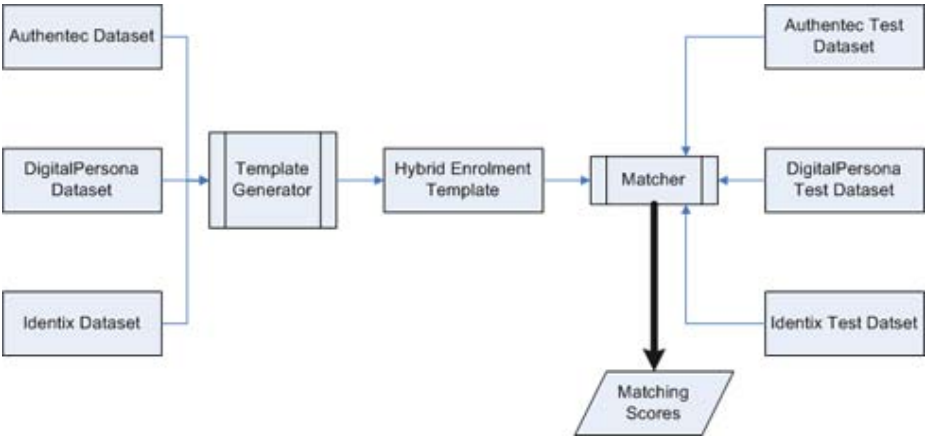 Authentec Dataset
DigitalPersona
Dataset
Identix Dataset
Template
Generator
Hybrid Enrolment
Template
Matcher
Authentec Test
Dataset
DigitalPersona
Test Dataset
Identix Test Datset
Matching
Scores